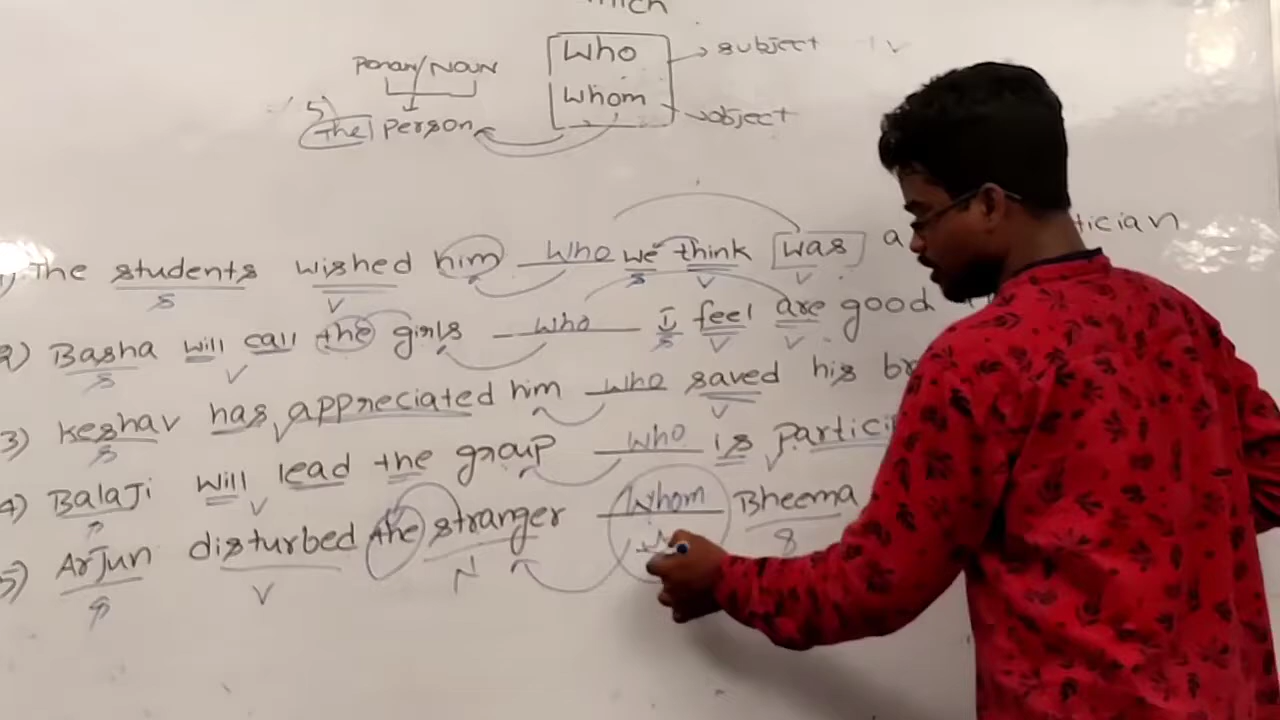 Who → subject
NOUN
Whom → object
5)
The person
1) The students wished him who we think was a
S V S V V
2) Basha will call the girls who I feel are good
S V S V V
3) Keshav has appreciated him who saved his
S V V
4) BalaJi will lead the group who is
S V V
5) ArJun disturbed the stranger whom Bheema
S V N S